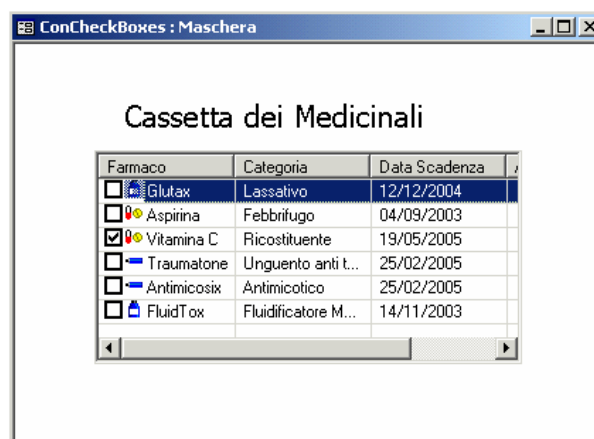 ConCheckBoxes : Maschera
Cassetta dei Medicinali
Farmaco Categoria Data Scadenza
Glutax Lassativo 12/12/2004
Aspirina Febbrifugo 04/09/2003
Vitamina C Ricostituente 19/05/2005
Traumatone Unguento anti t... 25/02/2005
Antimicosix Antimicotico 25/02/2005
FluidTox Fluidificatore M... 14/11/2003